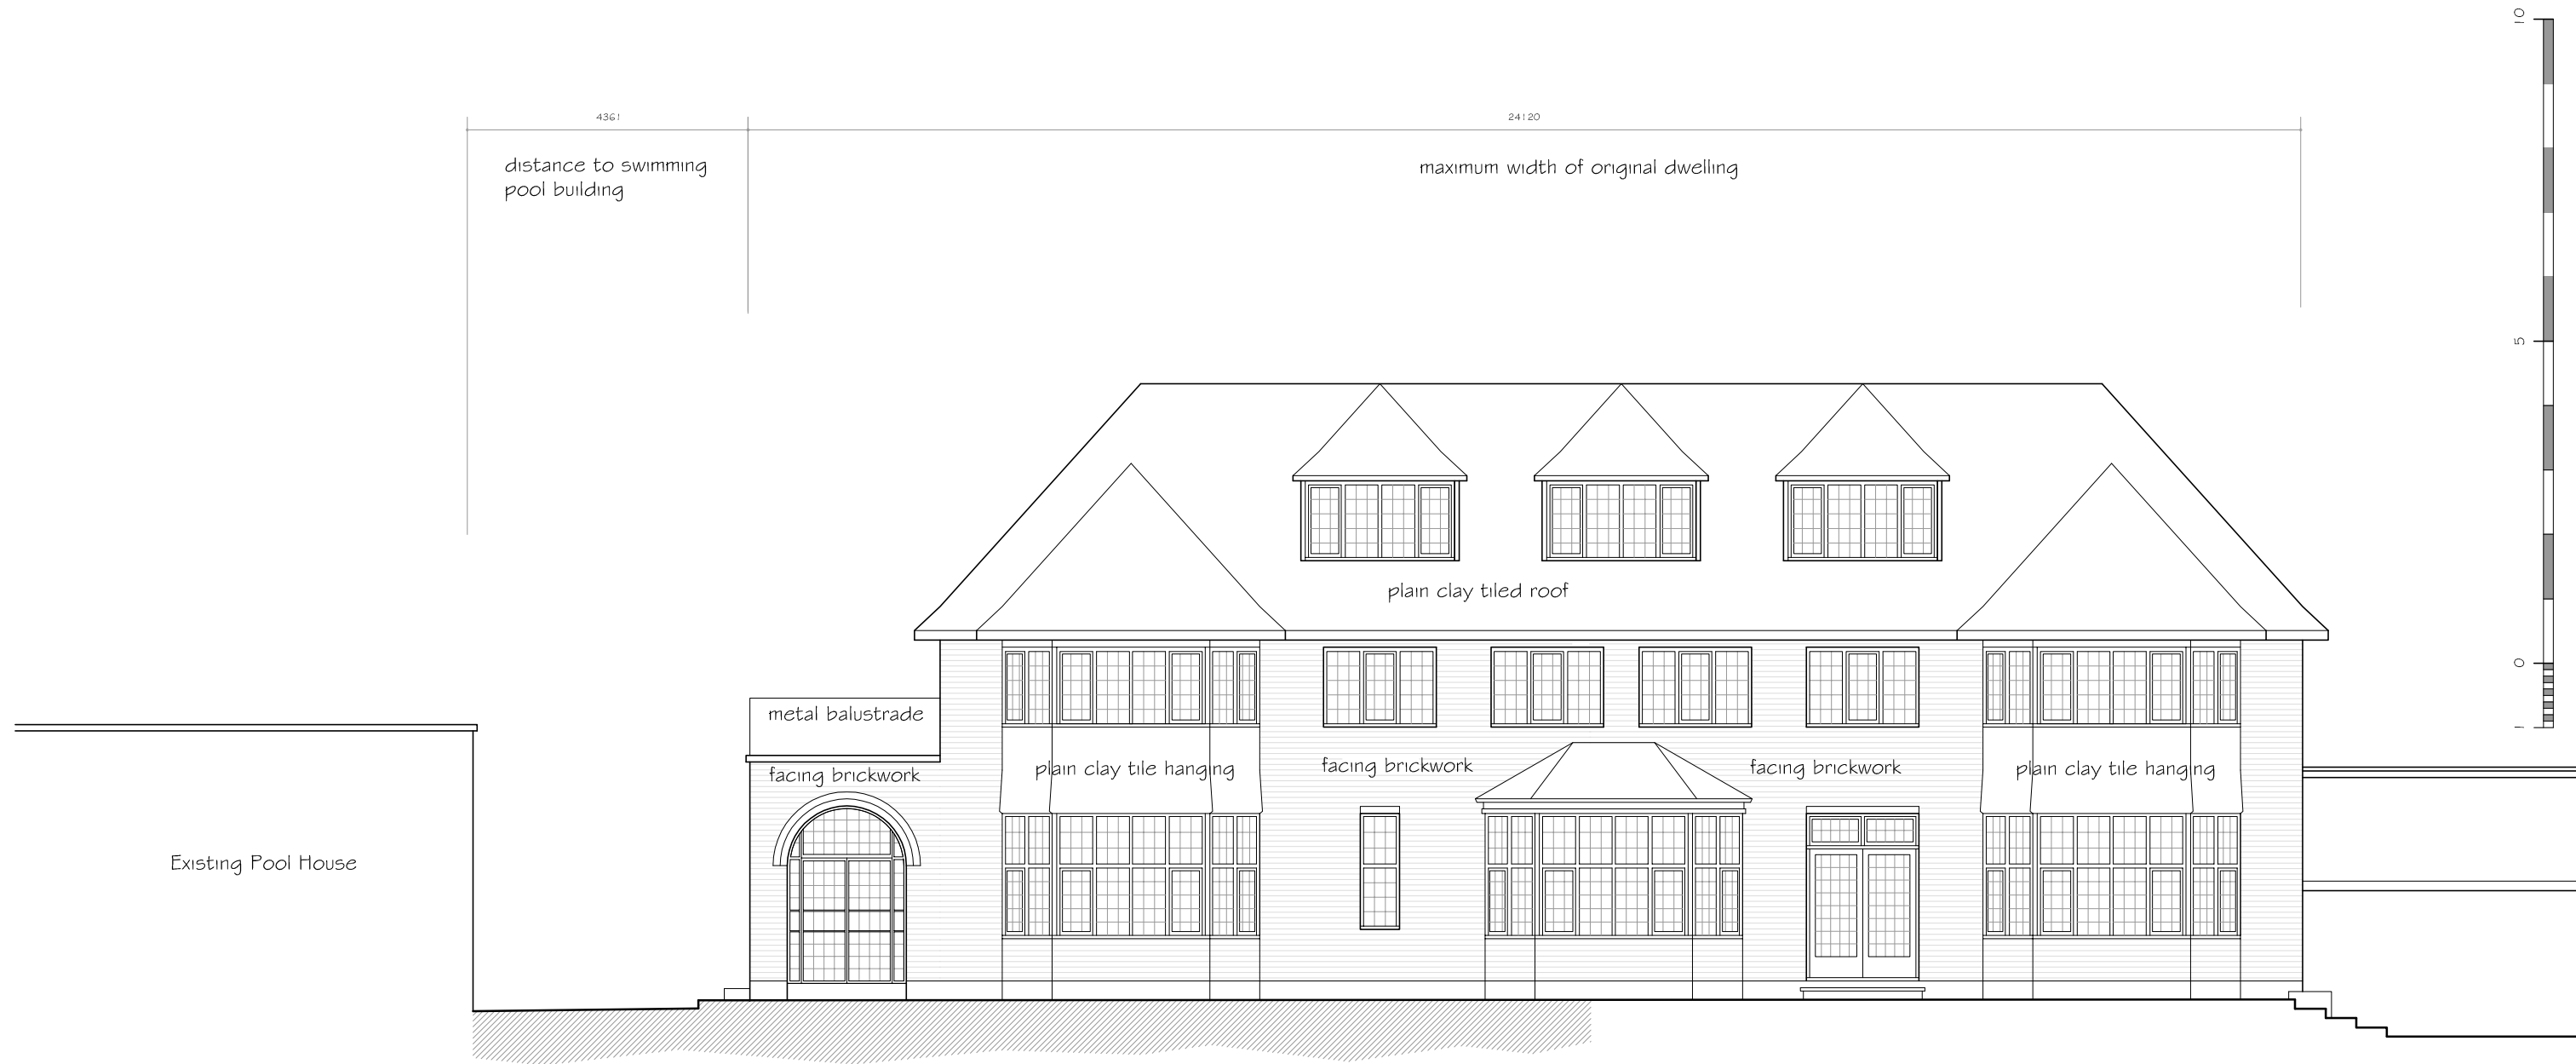 10
4361
24120
distance to swimming
pool building
maximum width of original dwelling
5
plain clay tiled roof
0
metal balustrade
1
facing brickwork
plain clay tile hanging
facing brickwork
facing brickwork
plain clay tile hanging
Existing Pool House